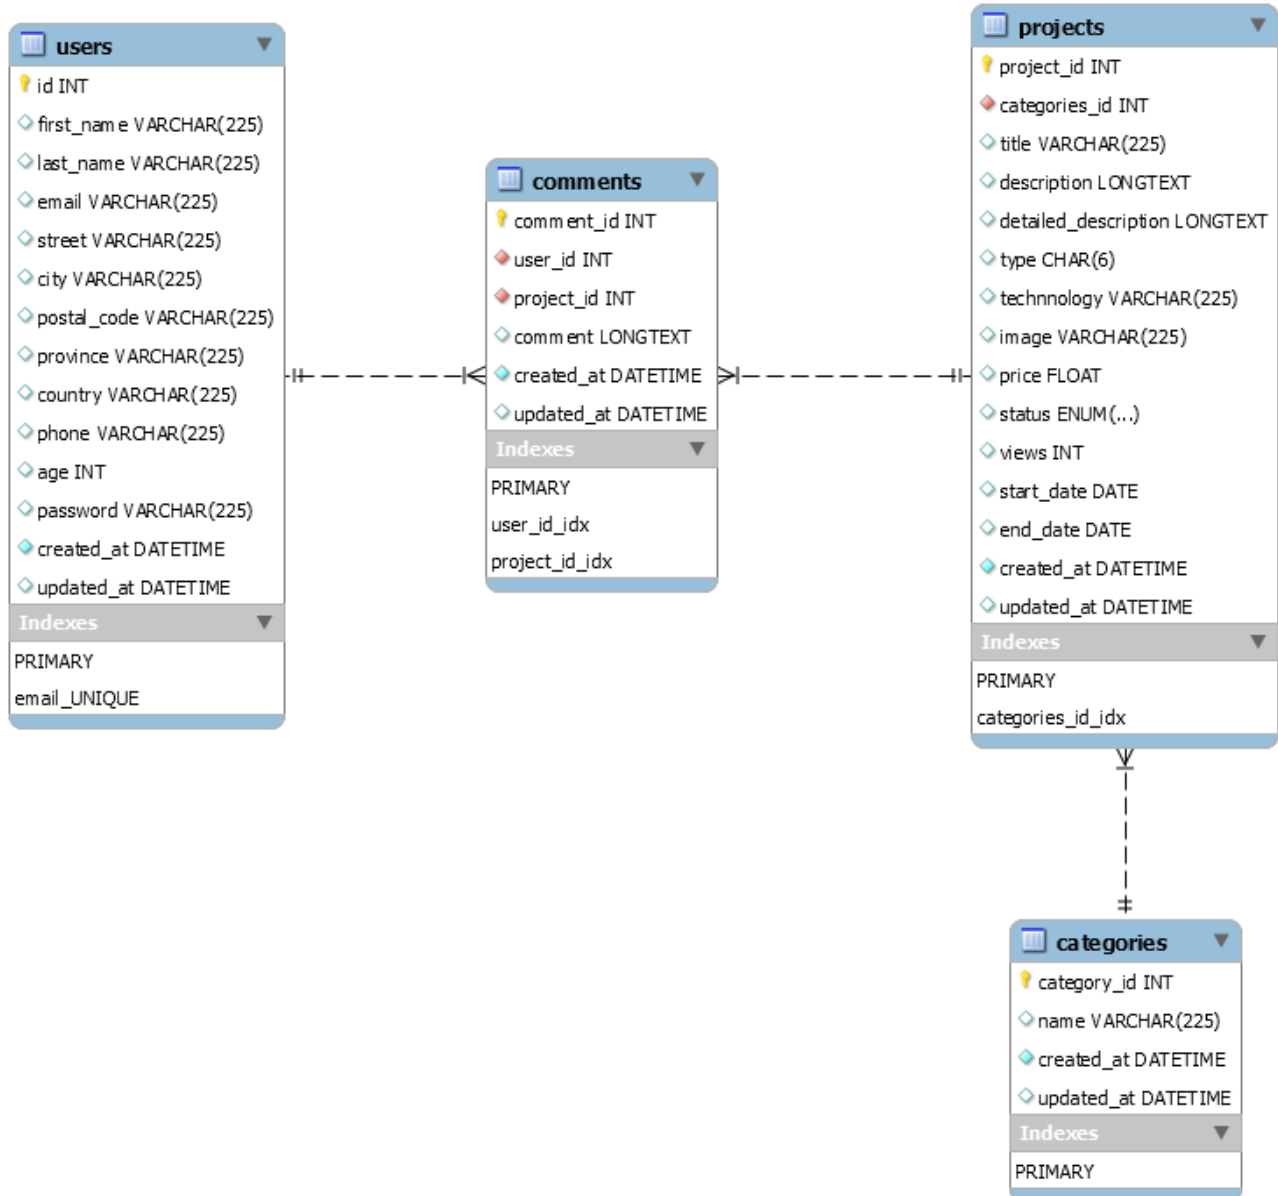 users
id INT
first_name VARCHAR(225)
last_name VARCHAR(225)
email VARCHAR(225)
street VARCHAR(225)
city VARCHAR(225)
postal_code VARCHAR(225)
province VARCHAR(225)
country VARCHAR(225)
phone VARCHAR(225)
age INT
password VARCHAR(225)
created_at DATETIME
updated_at DATETIME
Indexes
PRIMARY
email_UNIQUE
comments
comment_id INT
user_id INT
project_id INT
comment LONGTEXT
created_at DATETIME
updated_at DATETIME
Indexes
PRIMARY
user_id_idx
project_id_idx
projects
project_id INT
categories_id INT
title VARCHAR(225)
description LONGTEXT
detailed_description LONGTEXT
type CHAR(6)
technnology VARCHAR(225)
image VARCHAR(225)
price FLOAT
status ENUM(...)
views INT
start_date DATE
end_date DATE
created_at DATETIME
updated_at DATETIME
Indexes
PRIMARY
categories_id_idx
categories
category_id INT
name VARCHAR(225)
created_at DATETIME
updated_at DATETIME
Indexes
PRIMARY